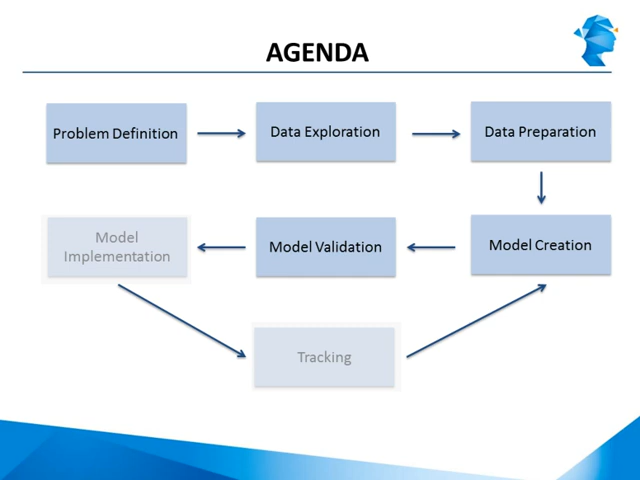 AGENDA
Problem Definition
Data Exploration
Data Preparation
Model
Implementation
Model Validation
Model Creation
Tracking